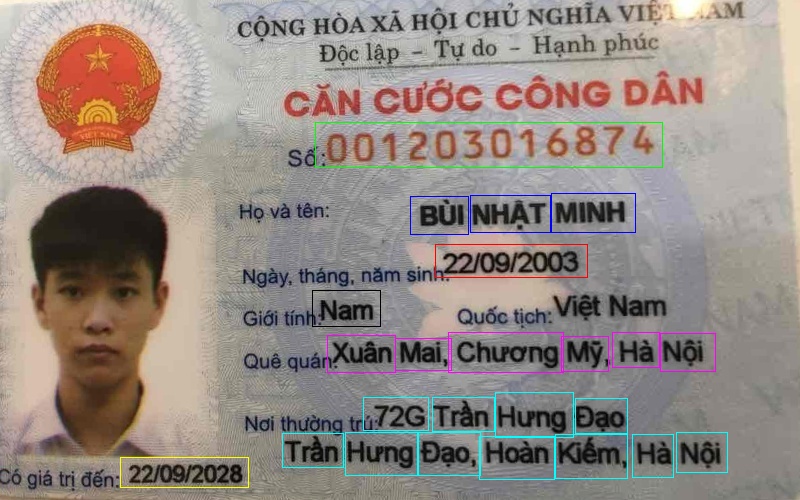 CỘNG HÒA XÃ HỘI CHỦ NGHĨA VIỆT NAM
Độc lập - Tự do - Hạnh phúc
CĂN CƯỚC CÔNG DÂN
VIỆT NAM
Số: 001203016874
Họ và tên: BÙI NHẬT MINH
Ngày, tháng, năm sinh: 22/09/2003
Giới tính: Nam Quốc tịch: Việt Nam
Quê quán: Xuân Mai, Chương Mỹ, Hà Nội
Nơi thường trú: 72G Trần Hưng Đạo
Trần Hưng Đạo, Hoàn Kiếm, Hà Nội
Có giá trị đến: 22/09/2028